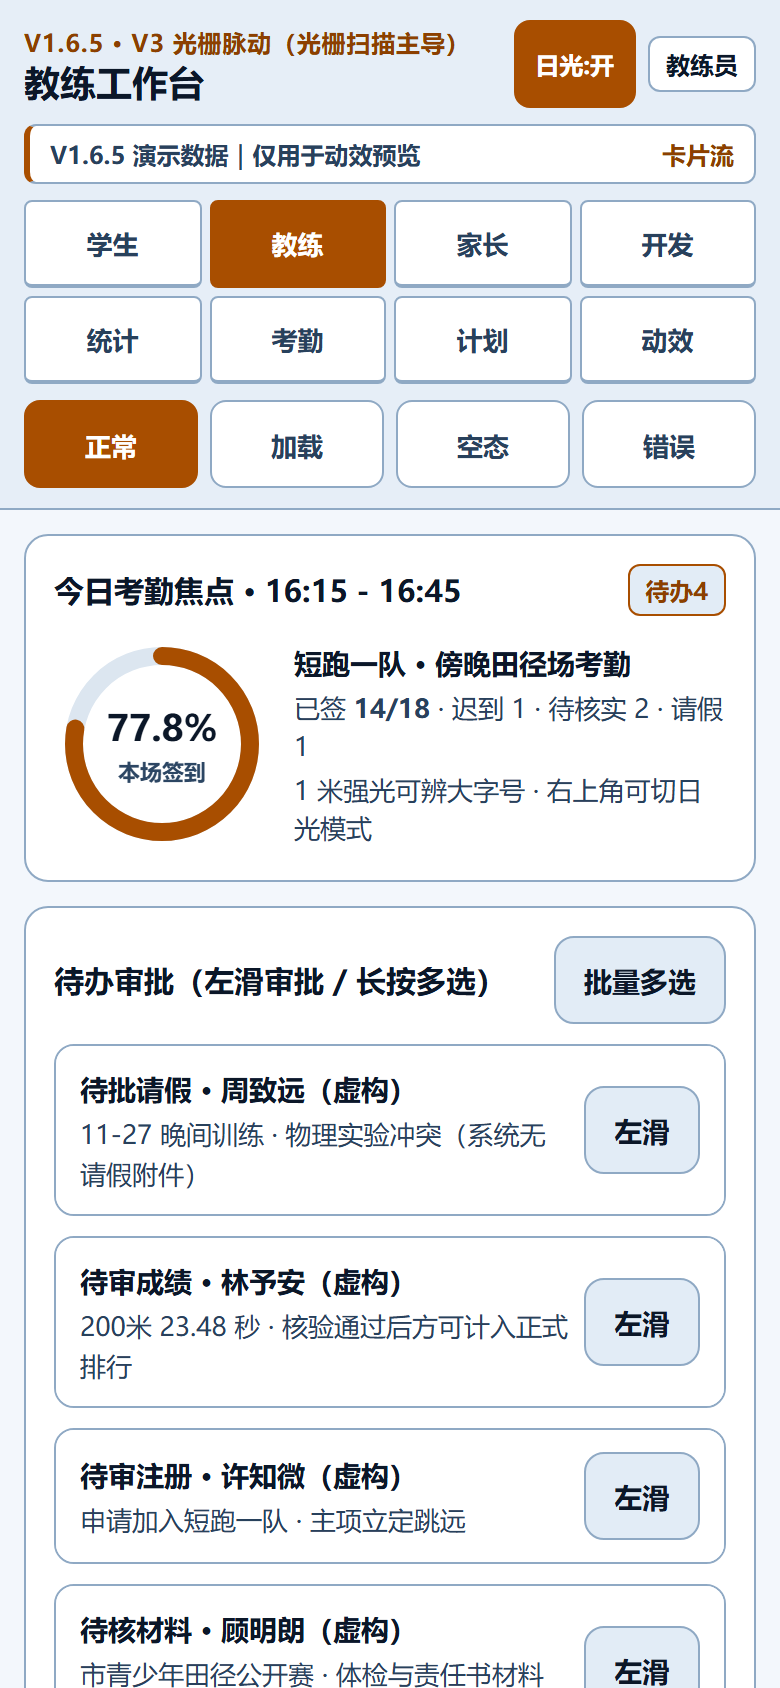 V1.6.5 • V3 光栅脉动（光栅扫描主导）
教练工作台
日光:开
教练员
V1.6.5 演示数据｜仅用于动效预览
卡片流
学生
教练
家长
开发
统计
考勤
计划
动效
正常
加载
空态
错误
今日考勤焦点 • 16:15 - 16:45
待办4
77.8%
本场签到
短跑一队 • 傍晚田径场考勤
已签 14/18 · 迟到 1 · 待核实 2 · 请假
1
1 米强光可辨大字号 · 右上角可切日
光模式
待办审批（左滑审批 / 长按多选）
批量多选
待批请假 • 周致远（虚构）
11-27 晚间训练 · 物理实验冲突（系统无
请假附件）
左滑
待审成绩 • 林予安（虚构）
200米 23.48 秒 · 核验通过后方可计入正式
排行
左滑
待审注册 • 许知微（虚构）
申请加入短跑一队 · 主项立定跳远
左滑
待核材料 • 顾明朗（虚构）
市青少年田径公开赛 · 体检与责任书材料
左滑